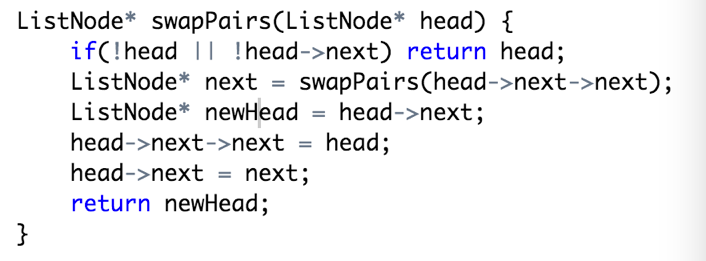 ListNode* swapPairs(ListNode* head) {
    if(!head || !head->next) return head;
    ListNode* next = swapPairs(head->next->next);
    ListNode* newHead = head->next;
    head->next->next = head;
    head->next = next;
    return newHead;
}